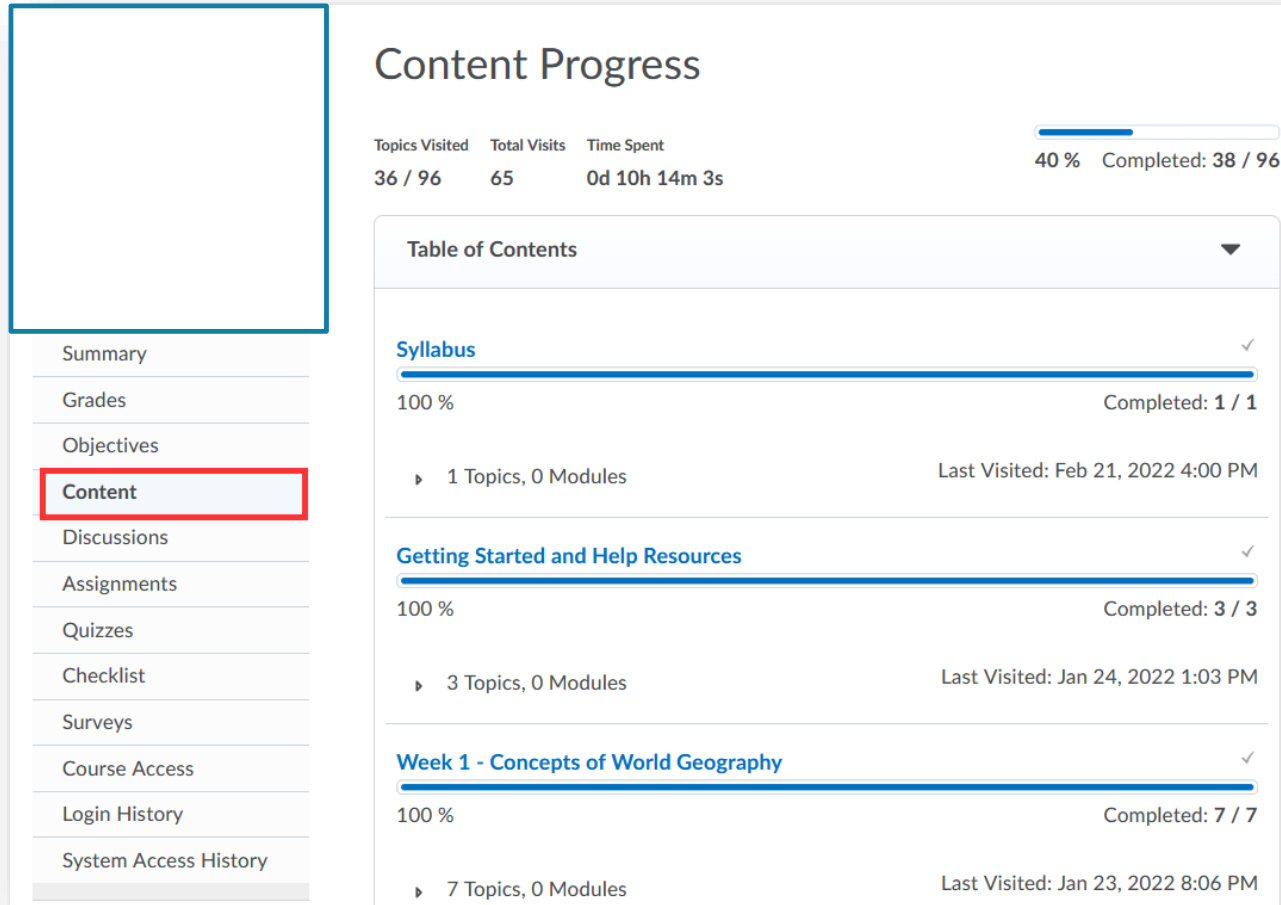 Content Progress
Topics Visited Total Visits Time Spent
36 / 96 65 0d 10h 14m 3s
40 % Completed: 38 / 96
Table of Contents
Syllabus
100 % Completed: 1 / 1
1 Topics, 0 Modules Last Visited: Feb 21, 2022 4:00 PM
Getting Started and Help Resources
100 % Completed: 3 / 3
3 Topics, 0 Modules Last Visited: Jan 24, 2022 1:03 PM
Week 1 - Concepts of World Geography
100 % Completed: 7 / 7
7 Topics, 0 Modules Last Visited: Jan 23, 2022 8:06 PM
Summary
Grades
Objectives
Content
Discussions
Assignments
Quizzes
Checklist
Surveys
Course Access
Login History
System Access History